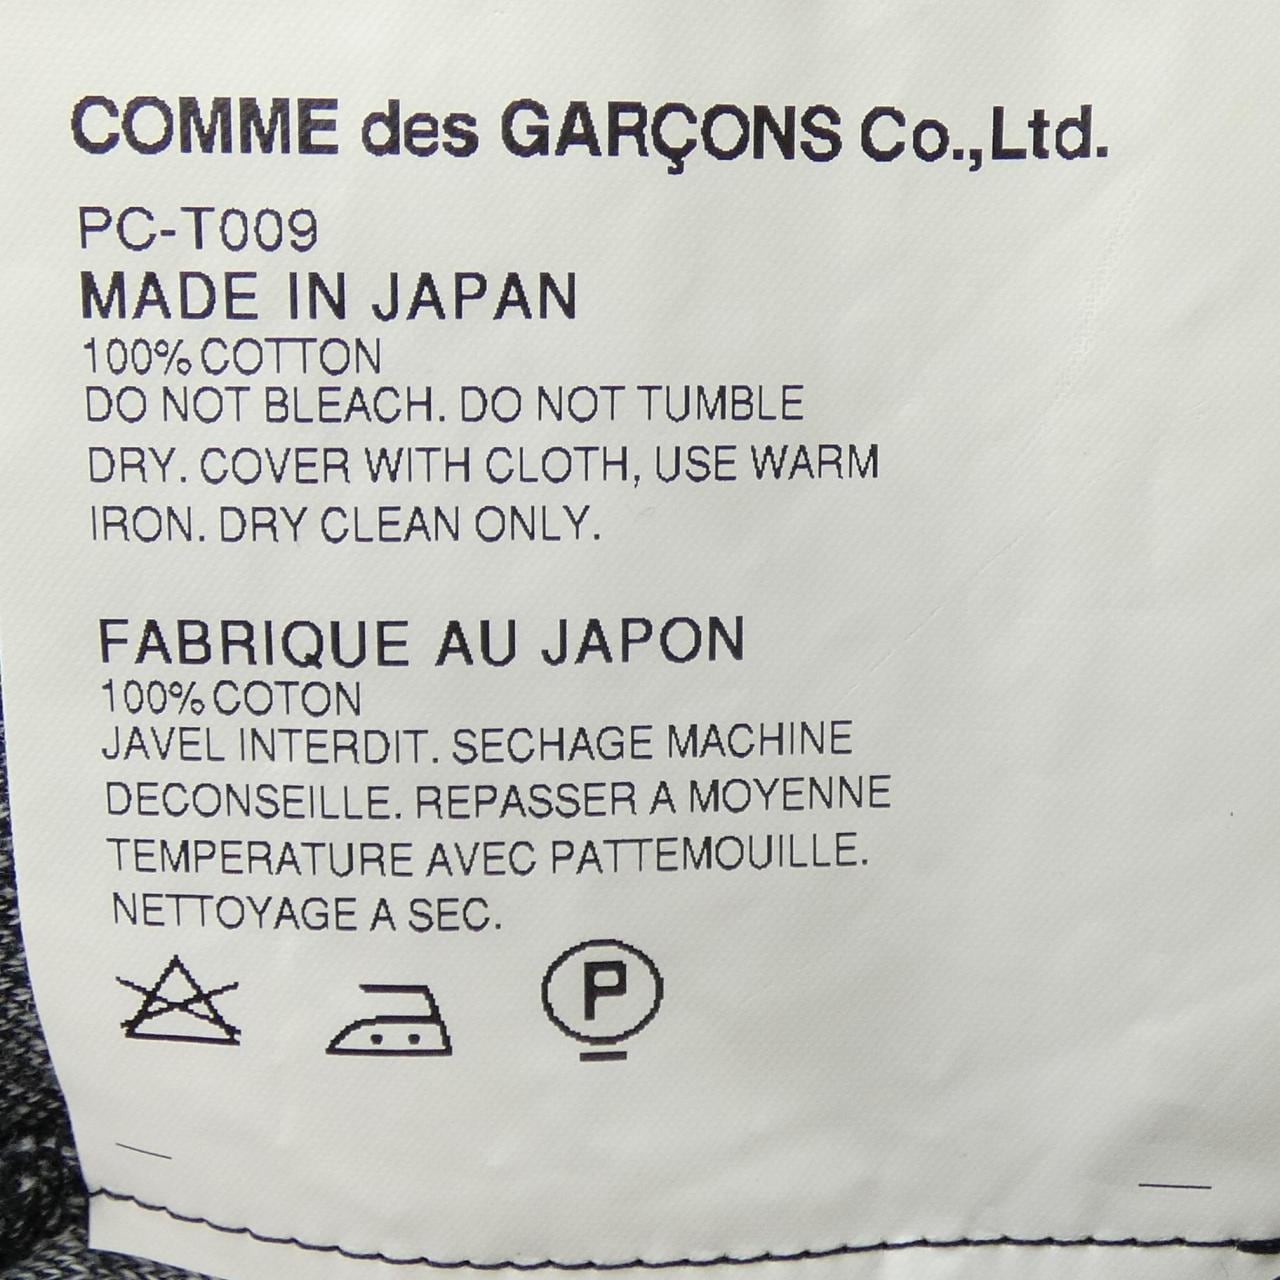 COMME des GARÇONS Co.,Ltd.
PC-T009
MADE IN JAPAN
100% COTTON
DO NOT BLEACH. DO NOT TUMBLE
DRY. COVER WITH CLOTH, USE WARM
IRON. DRY CLEAN ONLY.
FABRIQUE AU JAPON
100% COTON
JAVEL INTERDIT. SECHAGE MACHINE
DECONSEILLE. REPASSER A MOYENNE
TEMPERATURE AVEC PATTEMOUILLE.
NETTOYAGE A SEC.
P